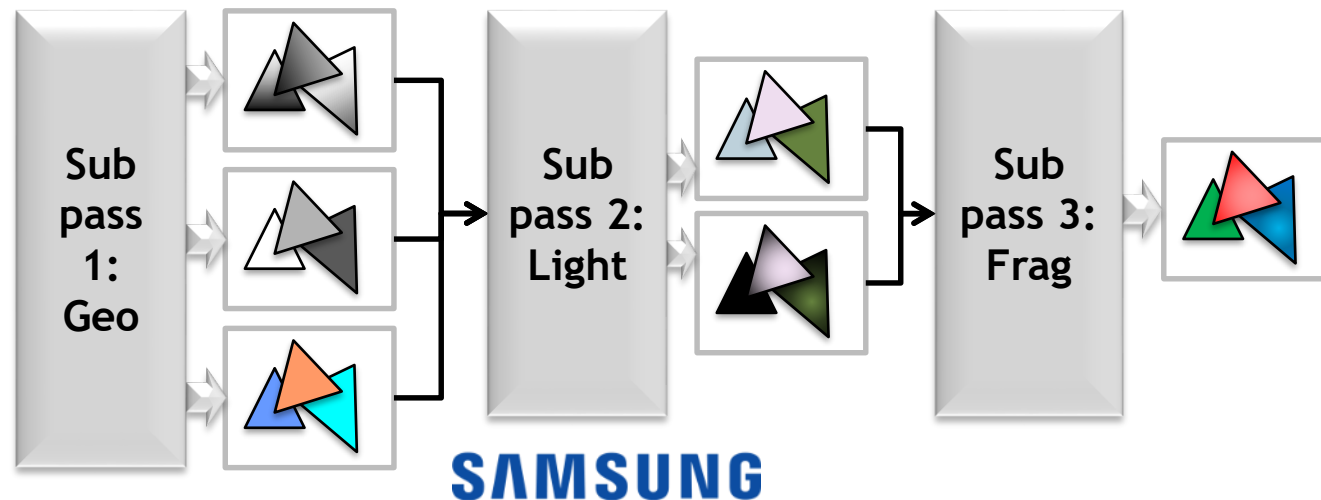 Sub
pass
1:
Geo
Sub
pass 2:
Light
Sub
pass 3:
Frag
SAMSUNG